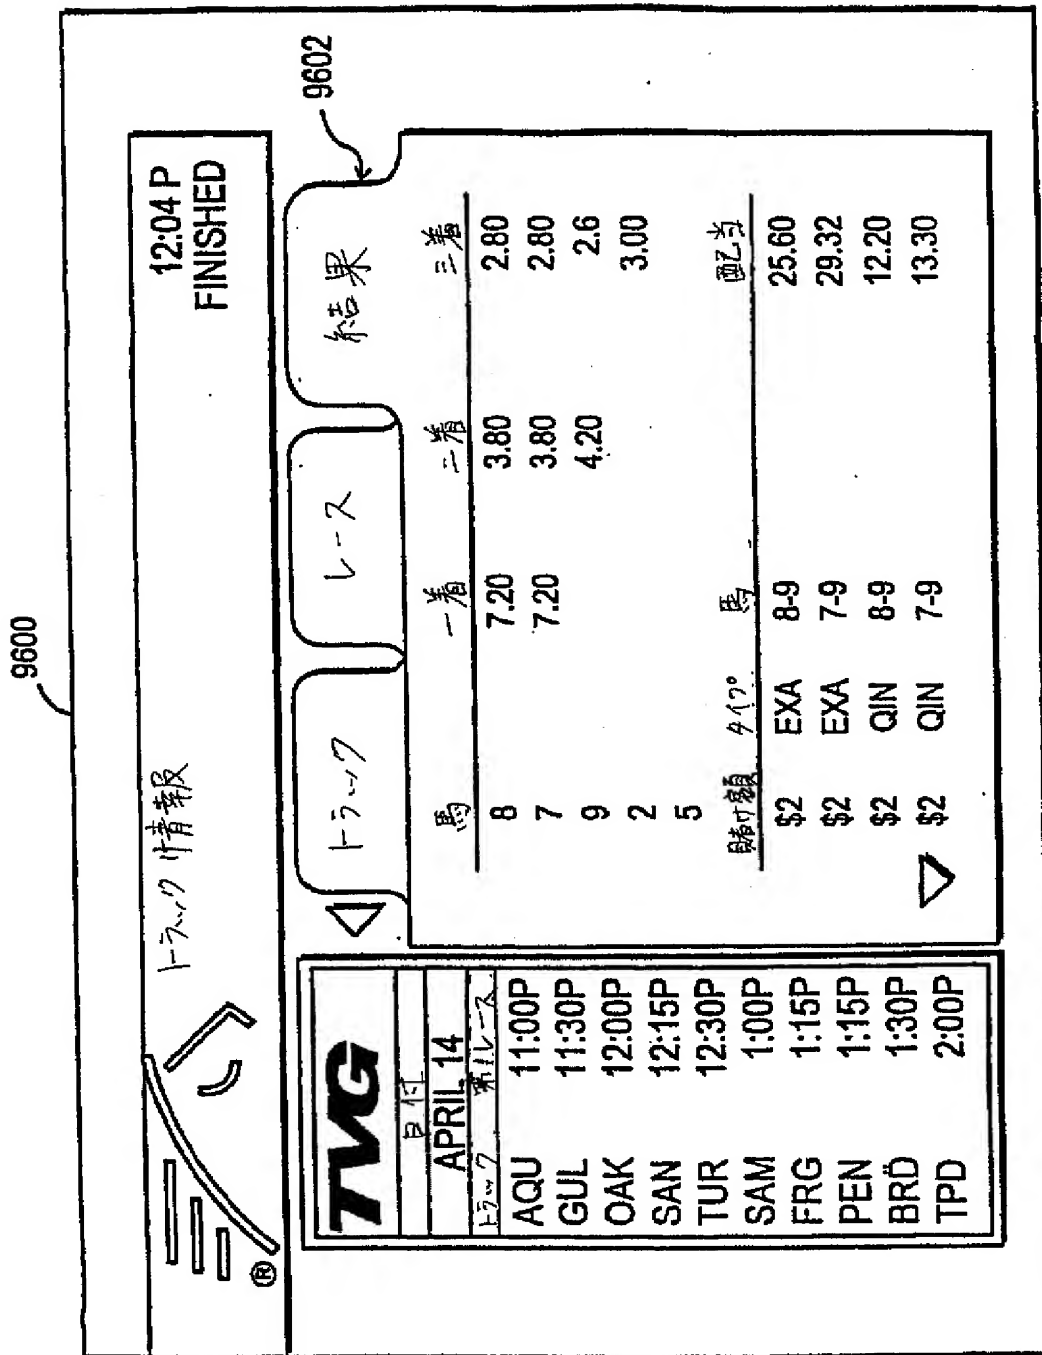 9600
トラック情報
12:04 P
FINISHED
®
トラック
レース
結果
9602
TVG
日付
APRIL 14
トラック 第1レース
AQU 11:00P
GUL 11:30P
OAK 12:00P
SAN 12:15P
TUR 12:30P
SAM 1:00P
FRG 1:15P
PEN 1:15P
BRD 1:30P
TPD 2:00P
馬 一着 二着 三着
8 7.20 3.80 2.80
7 7.20 3.80 2.80
9 4.20 2.6
2 3.00
5
賭け額 タイプ 馬 配当
$2 EXA 8-9 25.60
$2 EXA 7-9 29.32
$2 QIN 8-9 12.20
$2 QIN 7-9 13.30